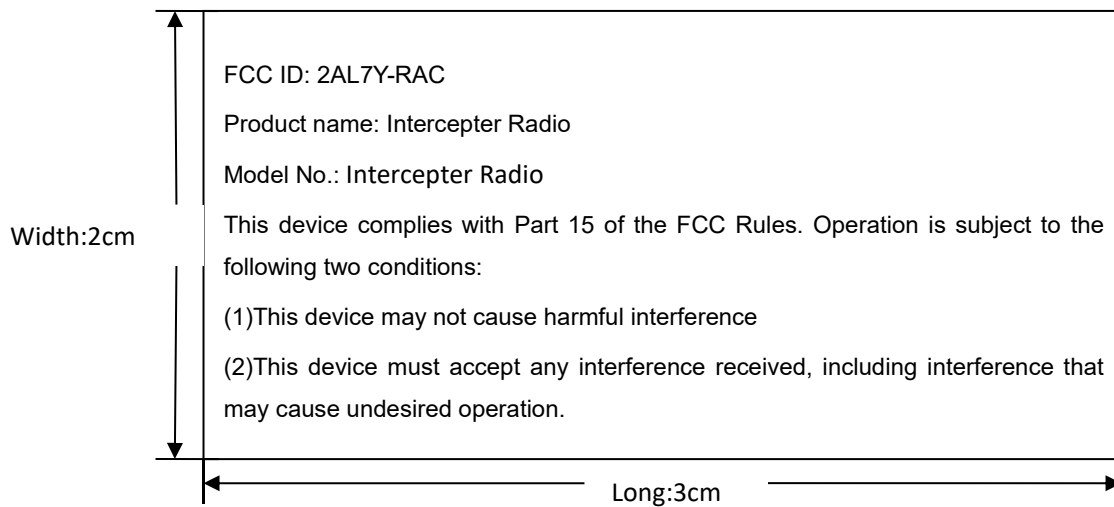 FCC ID: 2AL7Y-RAC
Product name: Intercepter Radio
Model No.: Intercepter Radio
Width:2cm
This device complies with Part 15 of the FCC Rules. Operation is subject to the
following two conditions:
(1)This device may not cause harmful interference
(2)This device must accept any interference received, including interference that
may cause undesired operation.
Long:3cm